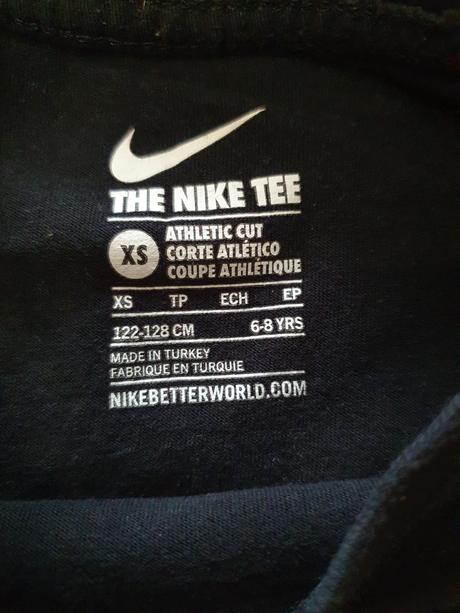 THE NIKE TEE
XS
ATHLETIC CUT
CORTE ATLÉTICO
COUPE ATHLÉTIQUE
XS TP ECH EP
122-128 CM 6-8 YRS
MADE IN TURKEY
FABRIQUE EN TURQUIE
NIKEBETTERWORLD.COM